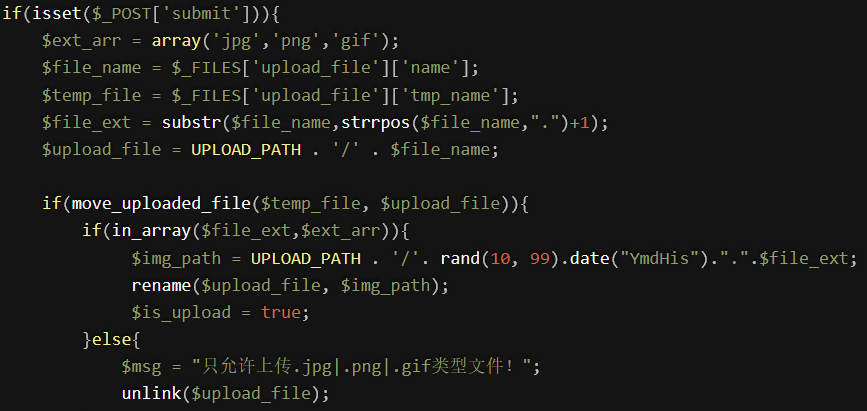 if(isset($_POST['submit'])){
    $ext_arr = array('jpg','png','gif');
    $file_name = $_FILES['upload_file']['name'];
    $temp_file = $_FILES['upload_file']['tmp_name'];
    $file_ext = substr($file_name,strrpos($file_name,".")+1);
    $upload_file = UPLOAD_PATH . '/' . $file_name;
    if(move_uploaded_file($temp_file, $upload_file)){
        if(in_array($file_ext,$ext_arr)){
             $img_path = UPLOAD_PATH . '/'. rand(10, 99).date("YmdHis").".".$file_ext;
             rename($upload_file, $img_path);
             $is_upload = true;
        }else{
            $msg = "只允许上传.jpg|.png|.gif类型文件！";
            unlink($upload_file);